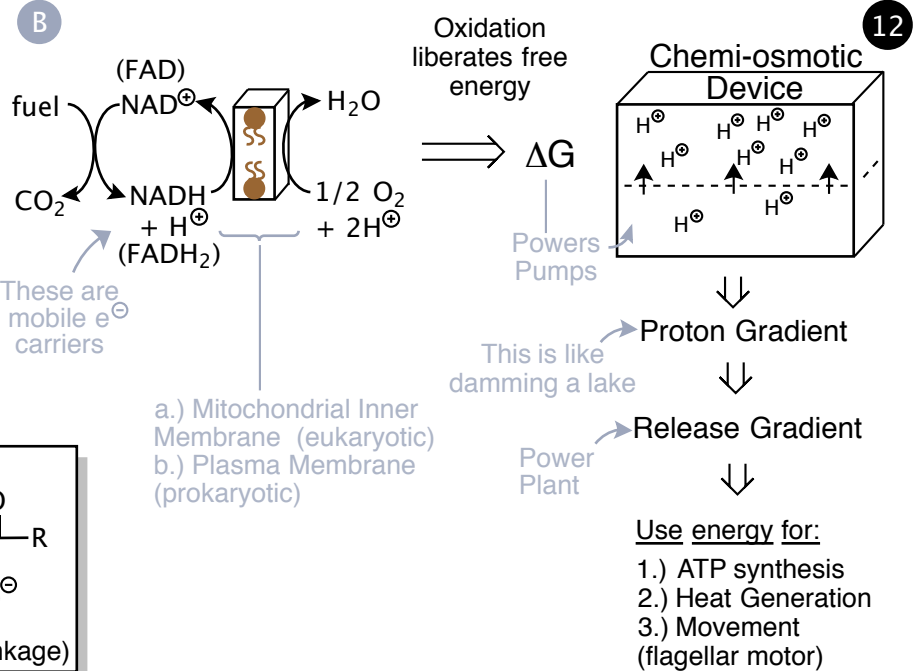 B
12
Oxidation
liberates free
energy
Chemi-osmotic
Device
(FAD)
fuel
NAD⊕
H₂O
CO₂
NADH
+ H⊕
(FADH₂)
1/2 O₂
+ 2H⊕
ΔG
H⊕ H⊕ H⊕ H⊕
H⊕ H⊕ H⊕
H⊕ H⊕
Powers
Pumps
These are
mobile e⊖
carriers
a.) Mitochondrial Inner
Membrane (eukaryotic)
b.) Plasma Membrane
(prokaryotic)
Proton Gradient
This is like
damming a lake
Release Gradient
Power
Plant
Use energy for:
1.) ATP synthesis
2.) Heat Generation
3.) Movement
(flagellar motor)
R
⊖